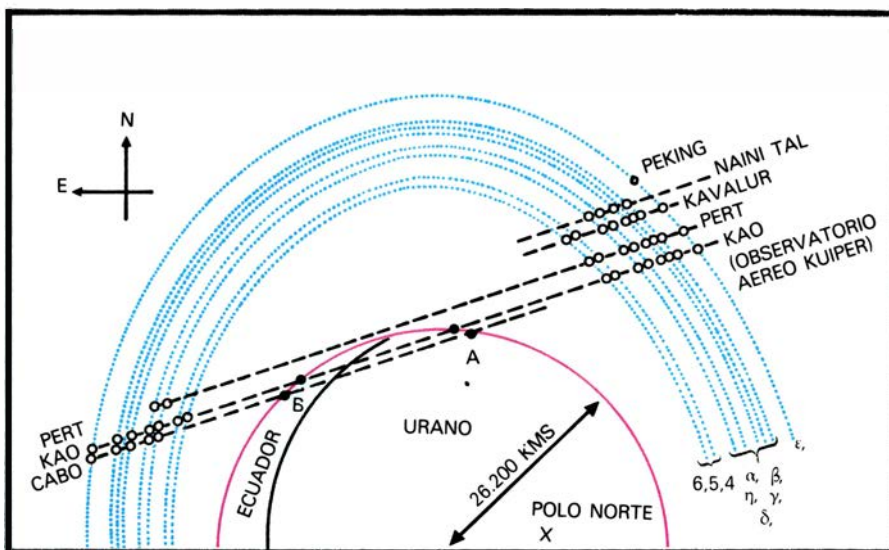 N
E
PEKING
NAINI TAL
KAVALUR
PERT
KAO
(OBSERVATORIO
AEREO KUIPER)
A
B
PERT
KAO
CABO
ECUADOR
URANO
26.200 KMS
POLO NORTE
X
6,5,4
α, β,
η, γ,
δ,
ε,